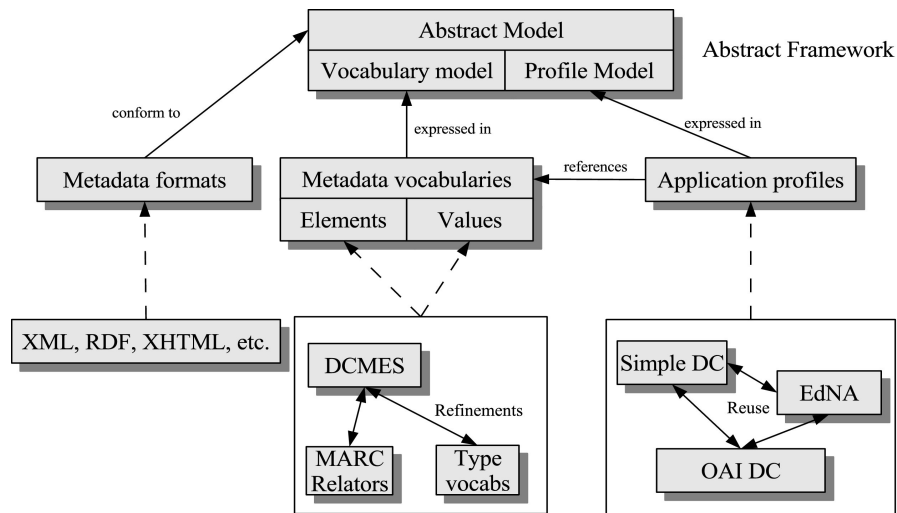 Abstract Model
Abstract Framework
Vocabulary model
Profile Model
conform to
expressed in
expressed in
Metadata formats
Metadata vocabularies
references
Application profiles
Elements
Values
XML, RDF, XHTML, etc.
DCMES
Refinements
MARC
Relators
Type
vocabs
Simple DC
EdNA
Reuse
OAI DC